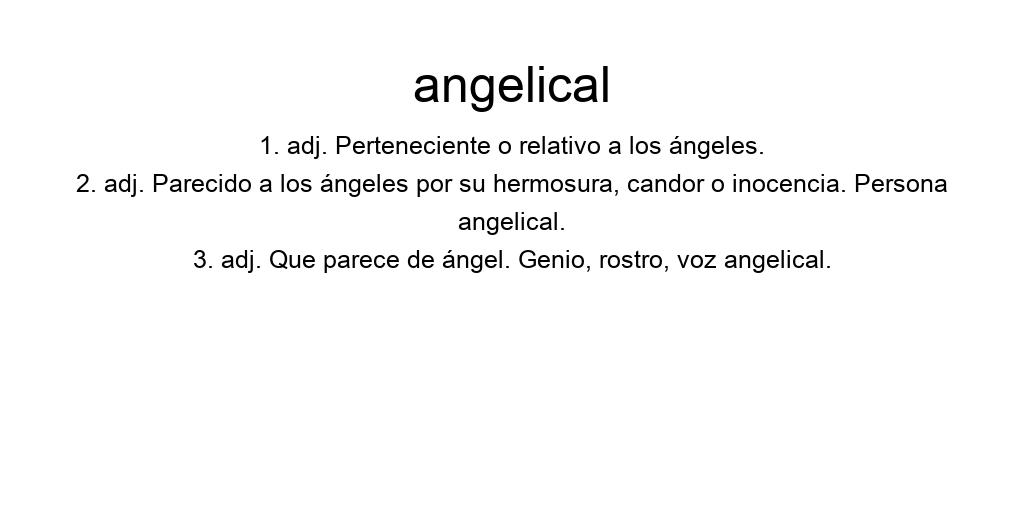 angelical
1. adj. Perteneciente o relativo a los ángeles.
2. adj. Parecido a los ángeles por su hermosura, candor o inocencia. Persona
angelical.
3. adj. Que parece de ángel. Genio, rostro, voz angelical.